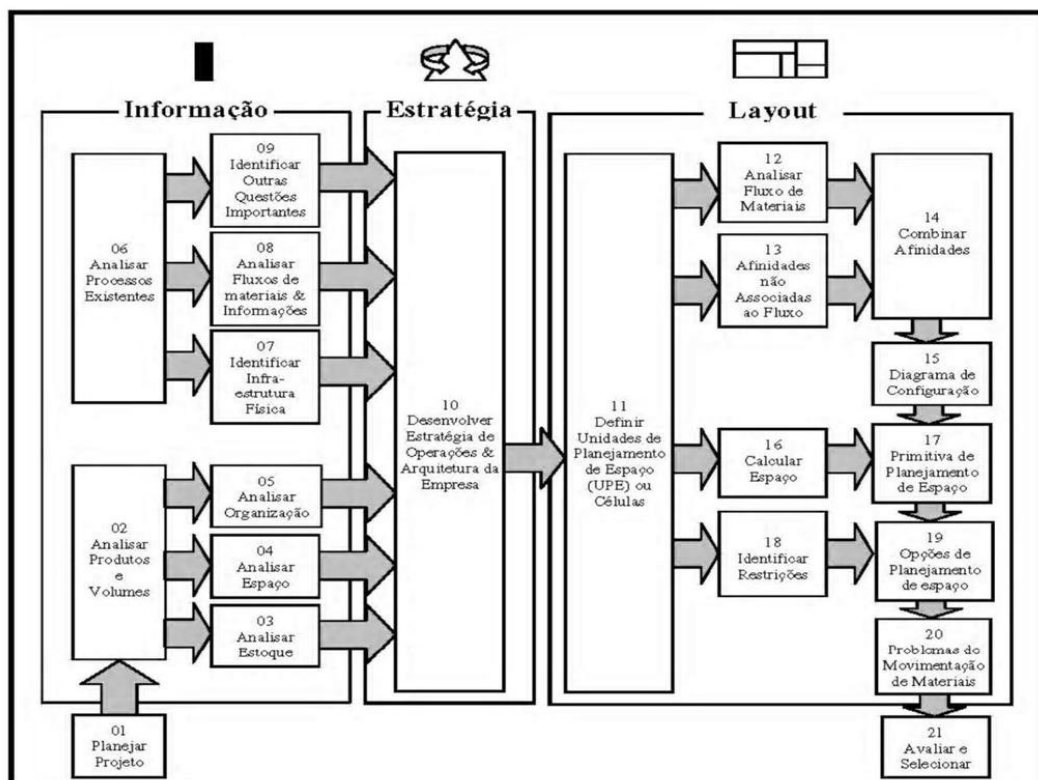 Informação
Estratégia
Layout
09
Identificar
Outras
Questões
Importantes
06
Analisar
Processos
Existentes
08
Analisar
Fluxos de
materiais &
Informações
07
Identificar
Infra-
estrutura
Física
05
Analisar
Organização
02
Analisar
Produtos
e
Volumes
04
Analisar
Espaço
03
Analisar
Estoque
01
Planejar
Projeto
10
Desenvolver
Estratégia de
Operações &
Arquitetura da
Empresa
11
Definir
Unidades de
Planejamento
de Espaço
(UPE) ou
Células
12
Analisar
Fluxo de
Materiais
13
Afinidades
não
Associadas
ao Fluxo
14
Combinar
Afinidades
15
Diagrama de
Configuração
16
Calcular
Espaço
17
Primitiva de
Planejamento
de Espaço
18
Identificar
Restrições
19
Opções de
Planejamento
de espaço
20
Problemas do
Movimentação
de Materiais
21
Avaliar e
Selecionar